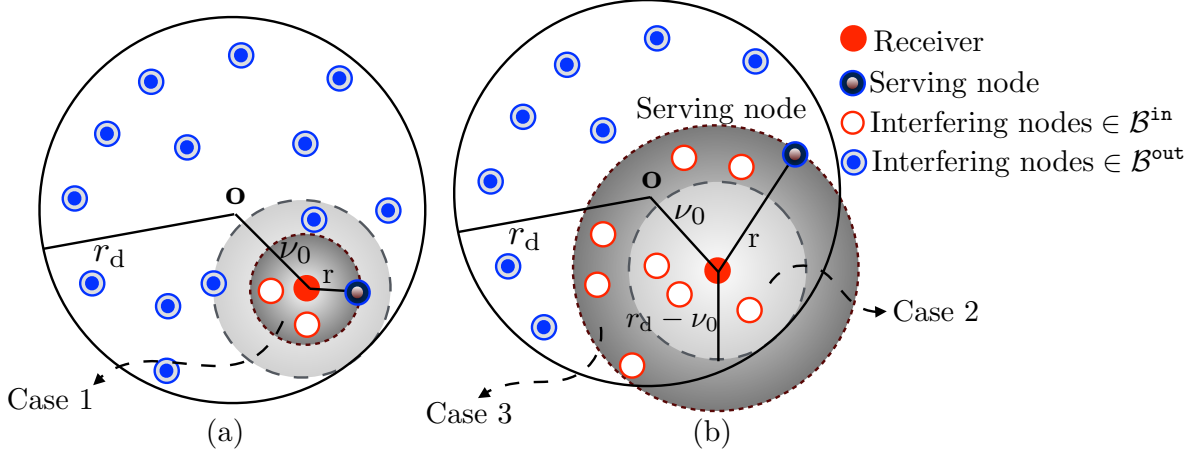 o
ν₀
r_d
r
Case 1
(a)
Serving node
o
ν₀
r
r_d
r_d − ν₀
Case 2
Case 3
(b)
Receiver
Serving node
Interfering nodes ∈ 𝓑^in
Interfering nodes ∈ 𝓑^out